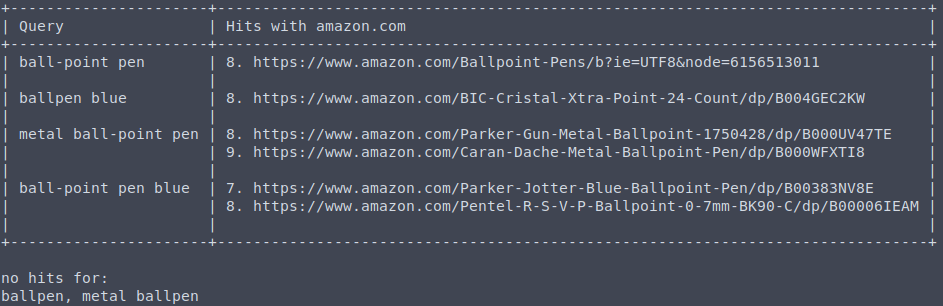 +-----------------------+-------------------------------------------------------------------------------+
| Query                 | Hits with amazon.com                                                          |
+-----------------------+-------------------------------------------------------------------------------+
| ball-point pen        | 8. https://www.amazon.com/Ballpoint-Pens/b?ie=UTF8&node=6156513011            |
|                       |                                                                               |
| ballpen blue          | 8. https://www.amazon.com/BIC-Cristal-Xtra-Point-24-Count/dp/B004GEC2KW       |
|                       |                                                                               |
| metal ball-point pen  | 8. https://www.amazon.com/Parker-Gun-Metal-Ballpoint-1750428/dp/B000UV47TE    |
|                       | 9. https://www.amazon.com/Caran-Dache-Metal-Ballpoint-Pen/dp/B000WFXTI8       |
|                       |                                                                               |
| ball-point pen blue   | 7. https://www.amazon.com/Parker-Jotter-Blue-Ballpoint-Pen/dp/B00383NV8E      |
|                       | 8. https://www.amazon.com/Pentel-R-S-V-P-Ballpoint-0-7mm-BK90-C/dp/B00006IEAM |
|                       |                                                                               |
+-----------------------+-------------------------------------------------------------------------------+
no hits for:
ballpen, metal ballpen